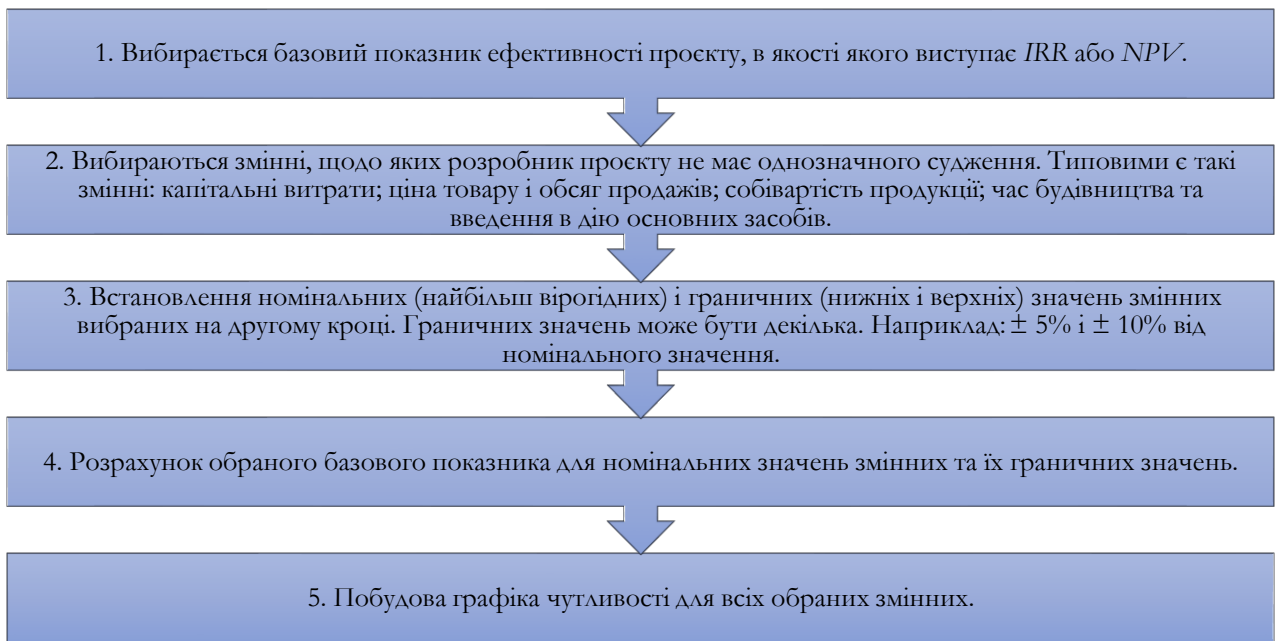 1. Вибирається базовий показник ефективності проєкту, в якості якого виступає IRR або NPV.
2. Вибираються змінні, щодо яких розробник проєкту не має однозначного судження. Типовими є такі
змінні: капітальні витрати; ціна товару і обсяг продажів; собівартість продукції; час будівництва та
введення в дію основних засобів.
3. Встановлення номінальних (найбільш вірогідних) і граничних (нижніх і верхніх) значень змінних
вибраних на другому кроці. Граничних значень може бути декілька. Наприклад: ± 5% і ± 10% від
номінального значення.
4. Розрахунок обраного базового показника для номінальних значень змінних та їх граничних значень.
5. Побудова графіка чутливості для всіх обраних змінних.